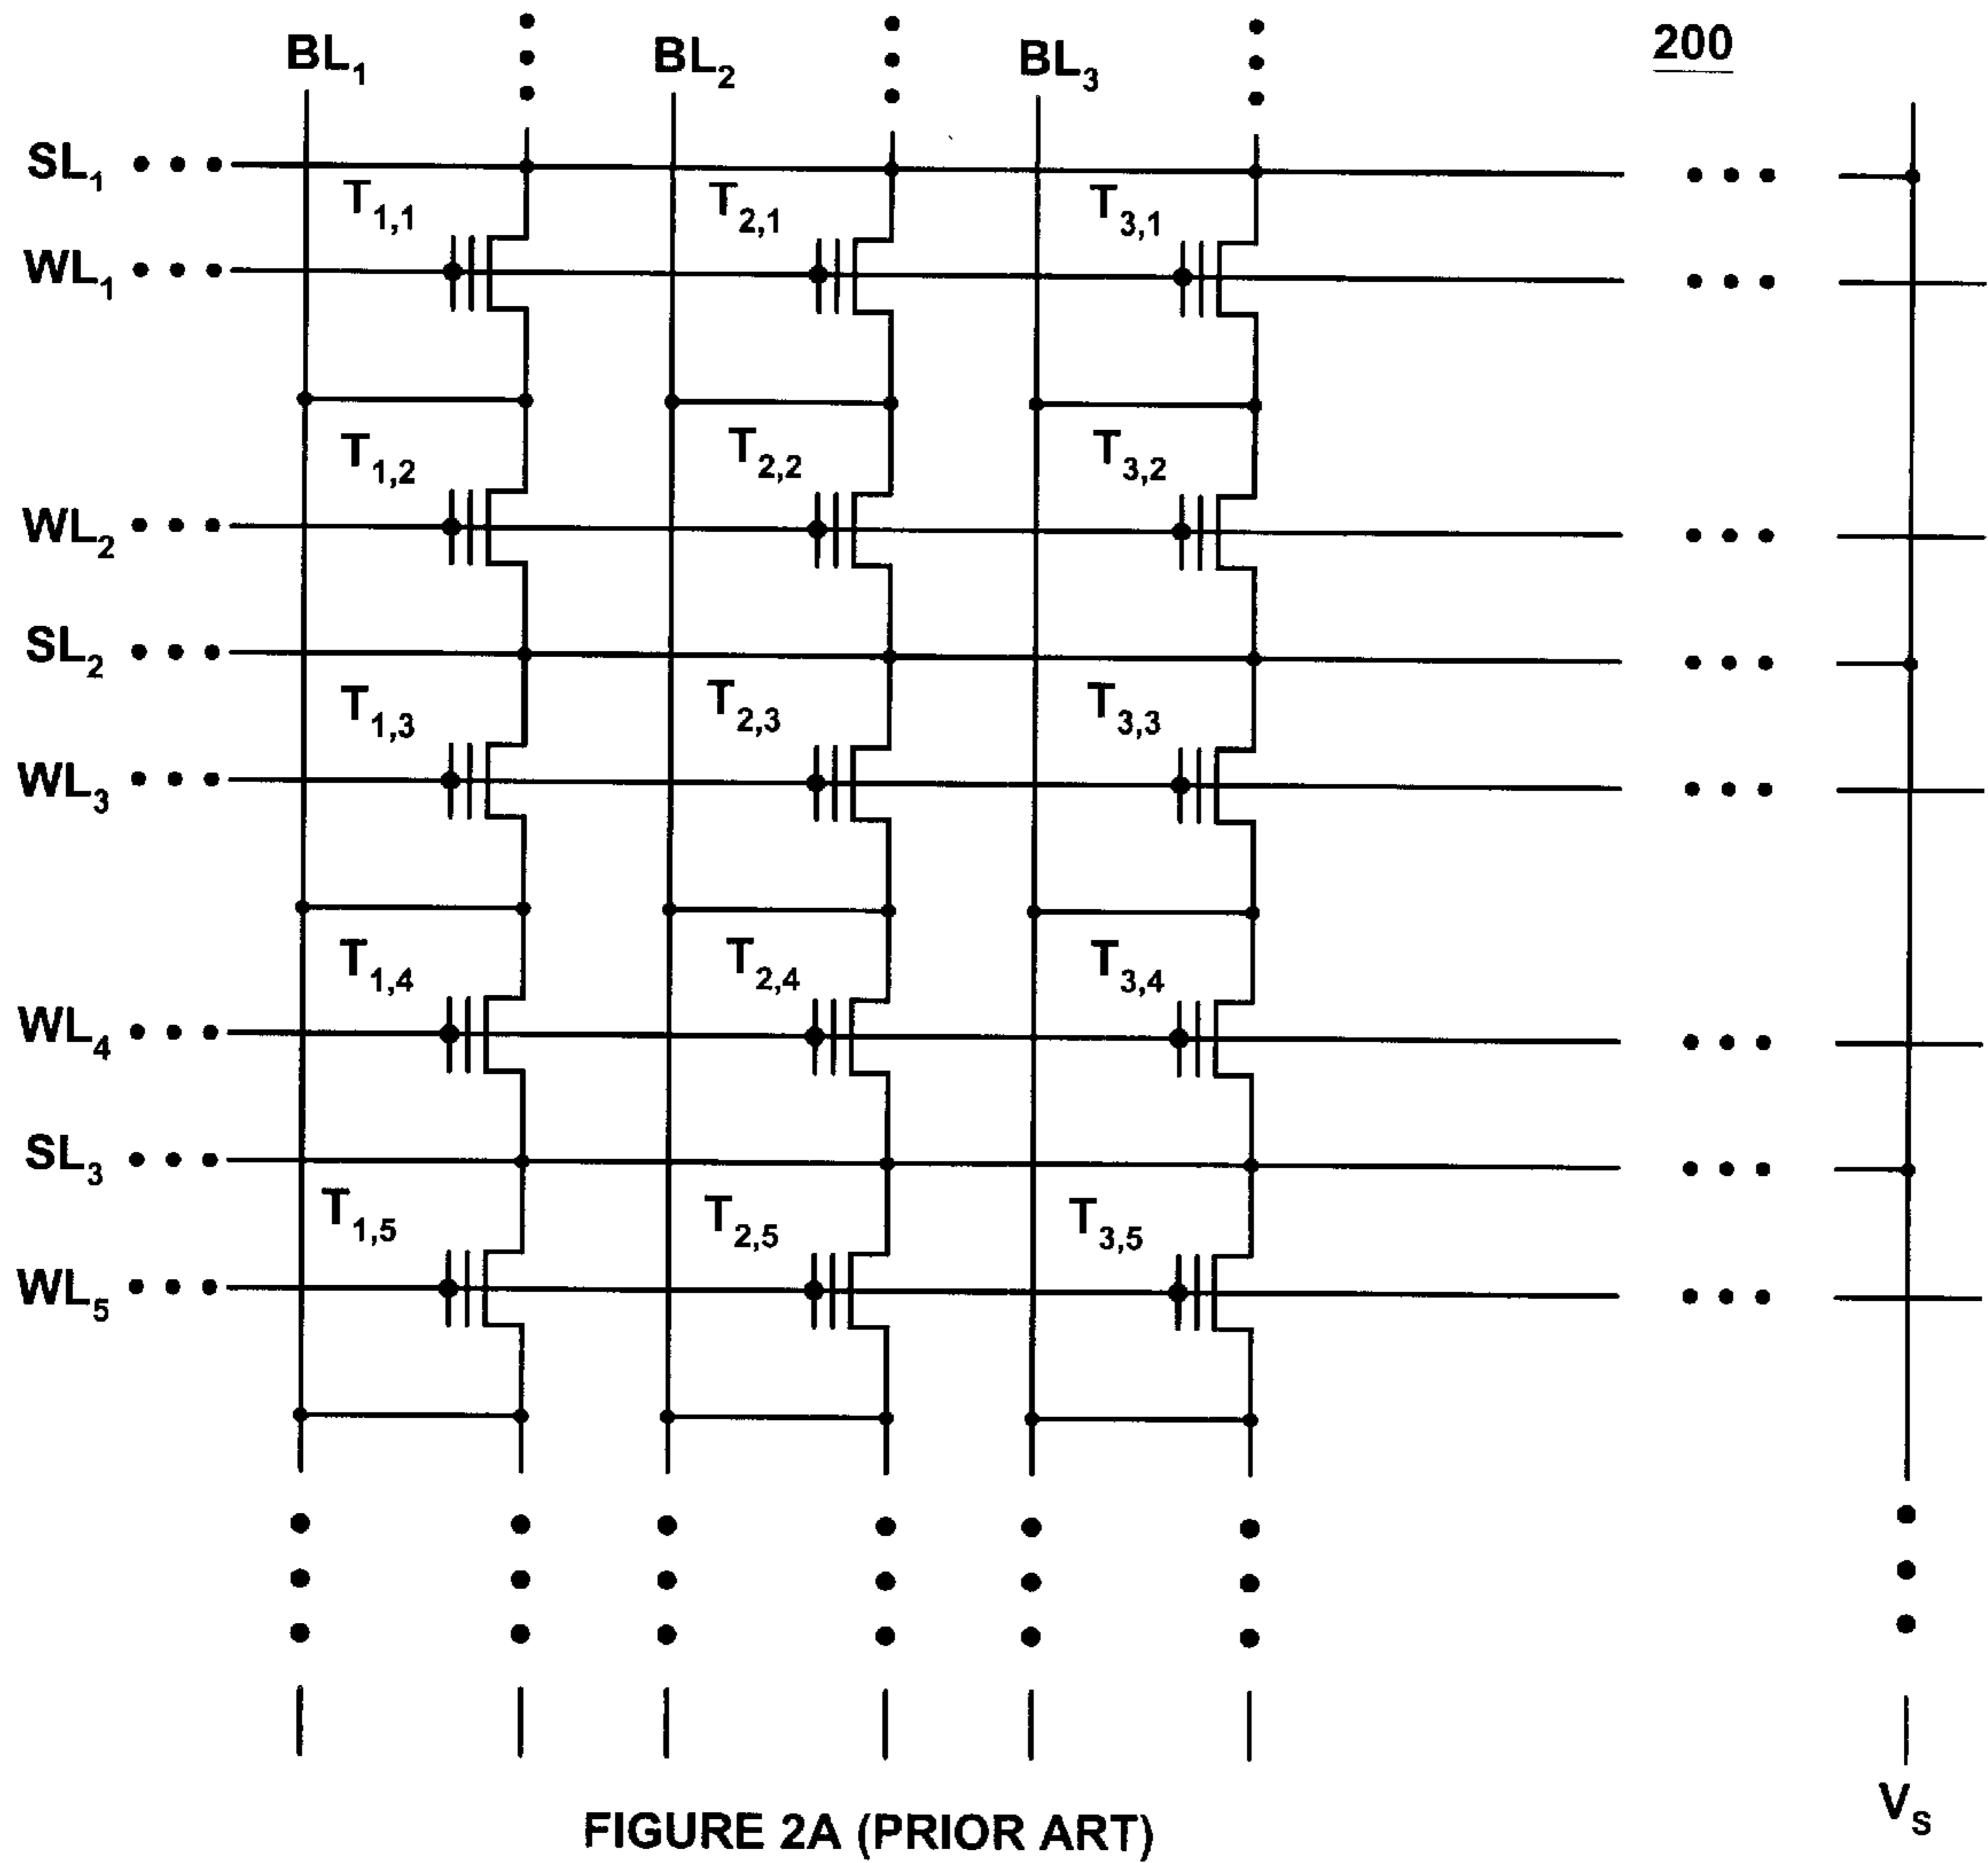 BL₁ BL₂ BL₃ 200
SL₁
T₁,₁ T₂,₁ T₃,₁
WL₁
T₁,₂ T₂,₂ T₃,₂
WL₂
SL₂
T₁,₃ T₂,₃ T₃,₃
WL₃
T₁,₄ T₂,₄ T₃,₄
WL₄
SL₃
T₁,₅ T₂,₅ T₃,₅
WL₅
V_S
FIGURE 2A (PRIOR ART)